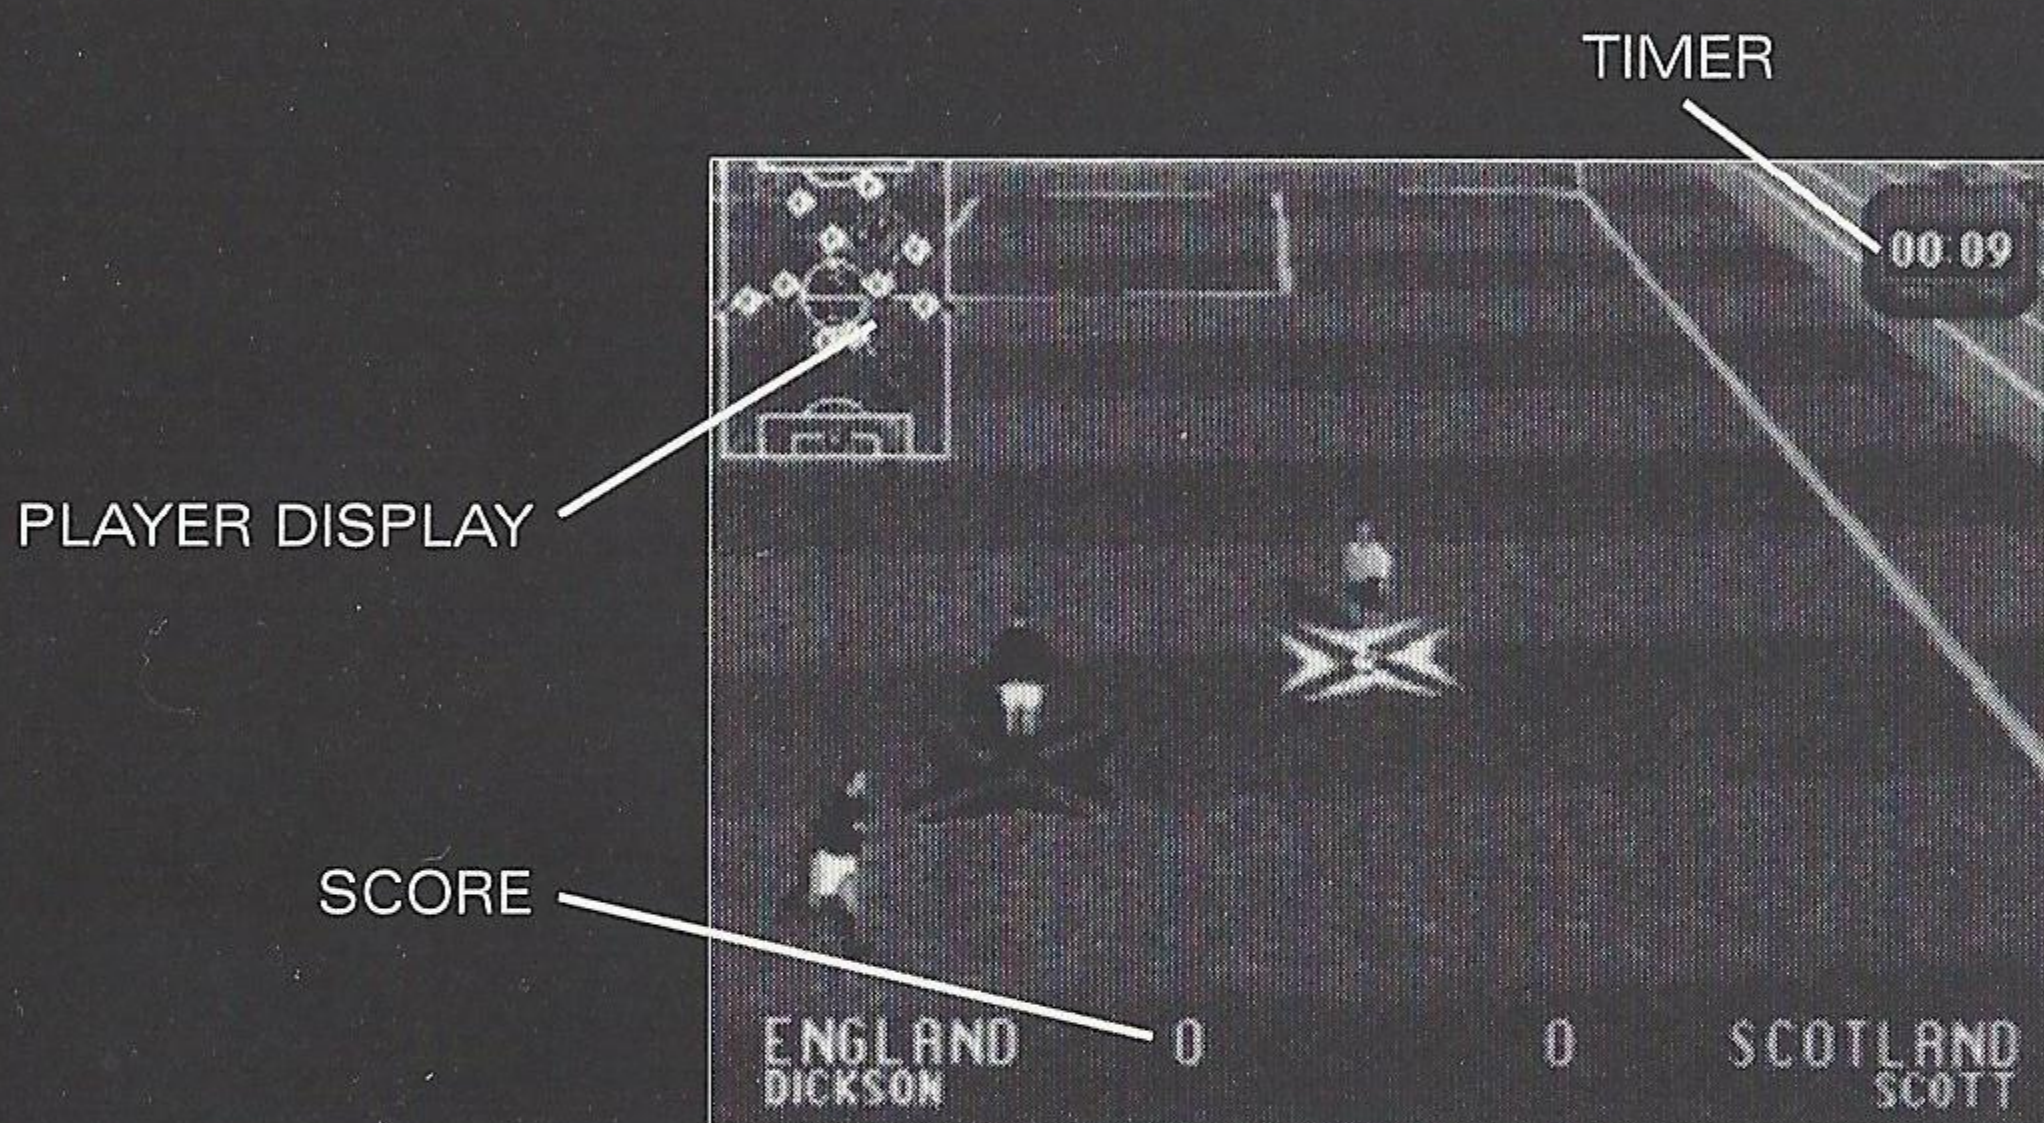 TIMER
00:09
PLAYER DISPLAY
SCORE
ENGLAND 0 0 SCOTLAND
DICKSON SCOTT